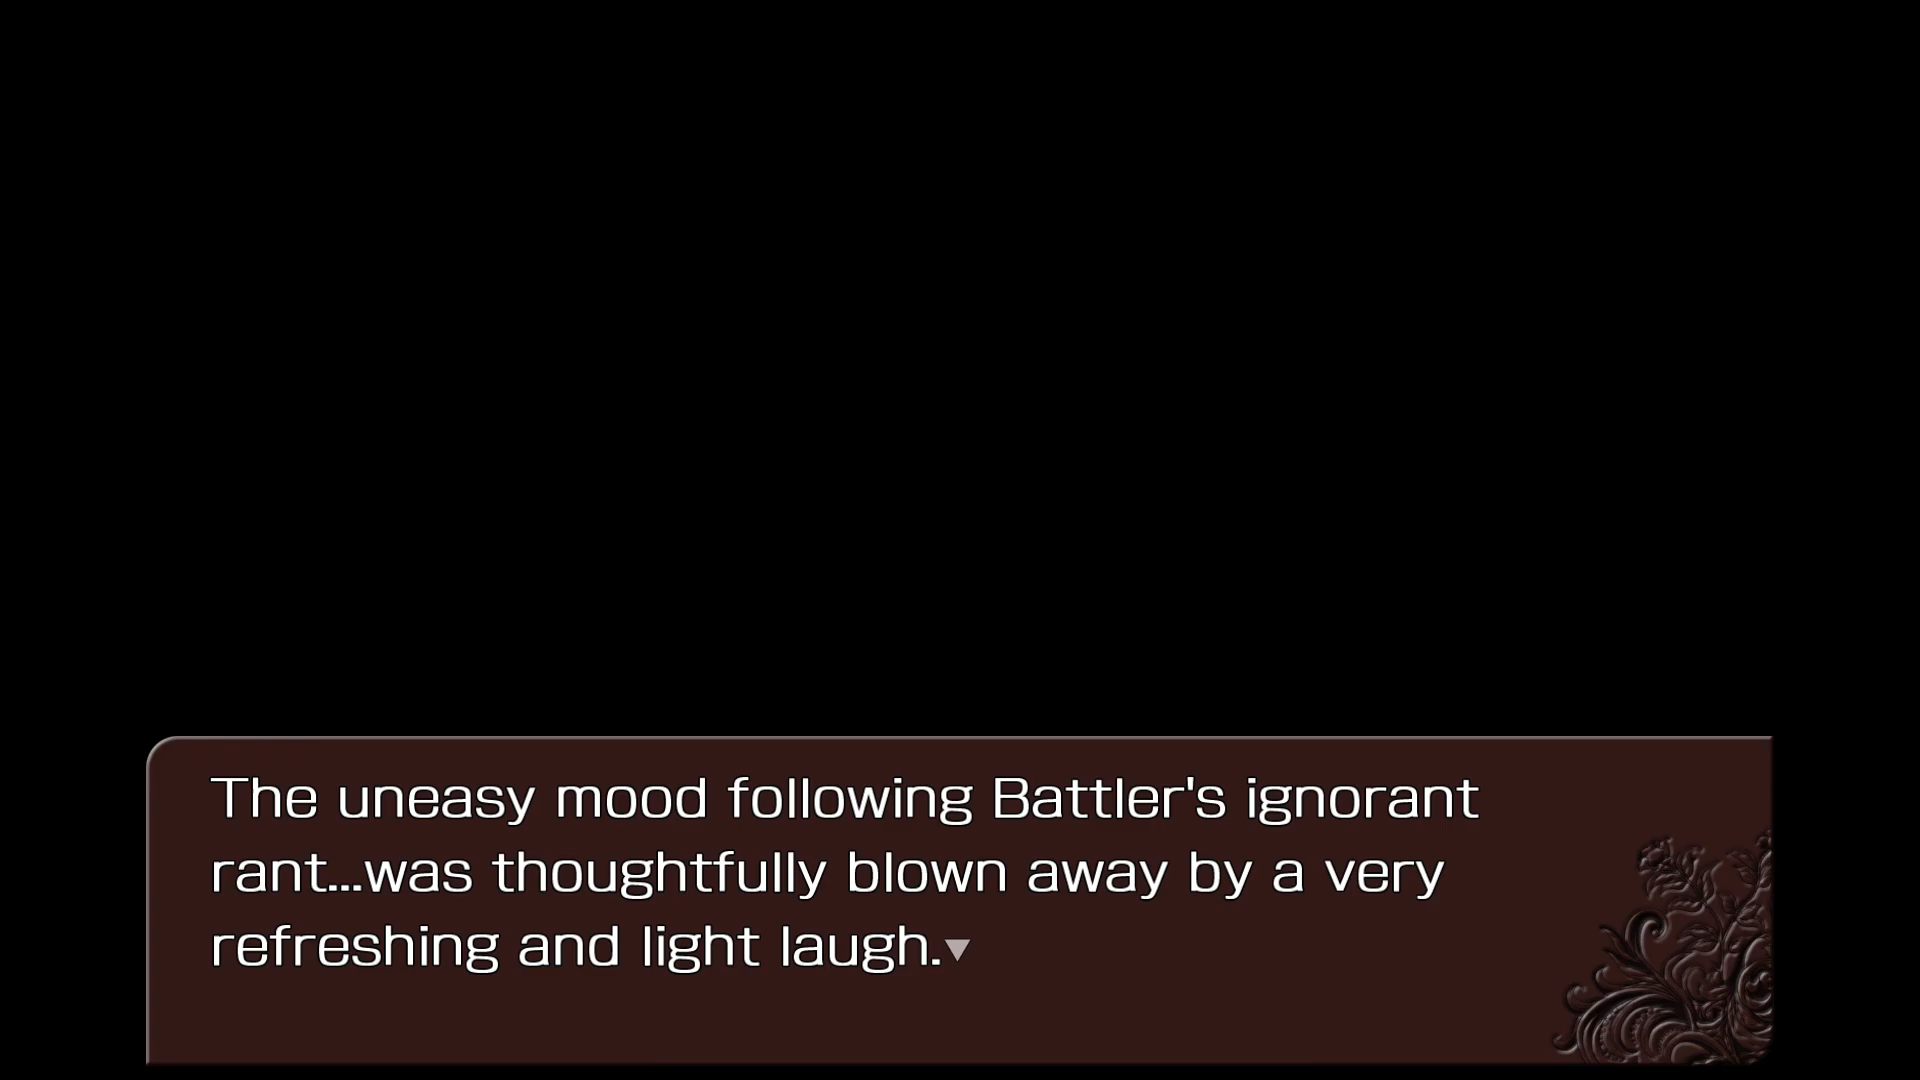 The uneasy mood following Battler's ignorant
rant...was thoughtfully blown away by a very
refreshing and light laugh.